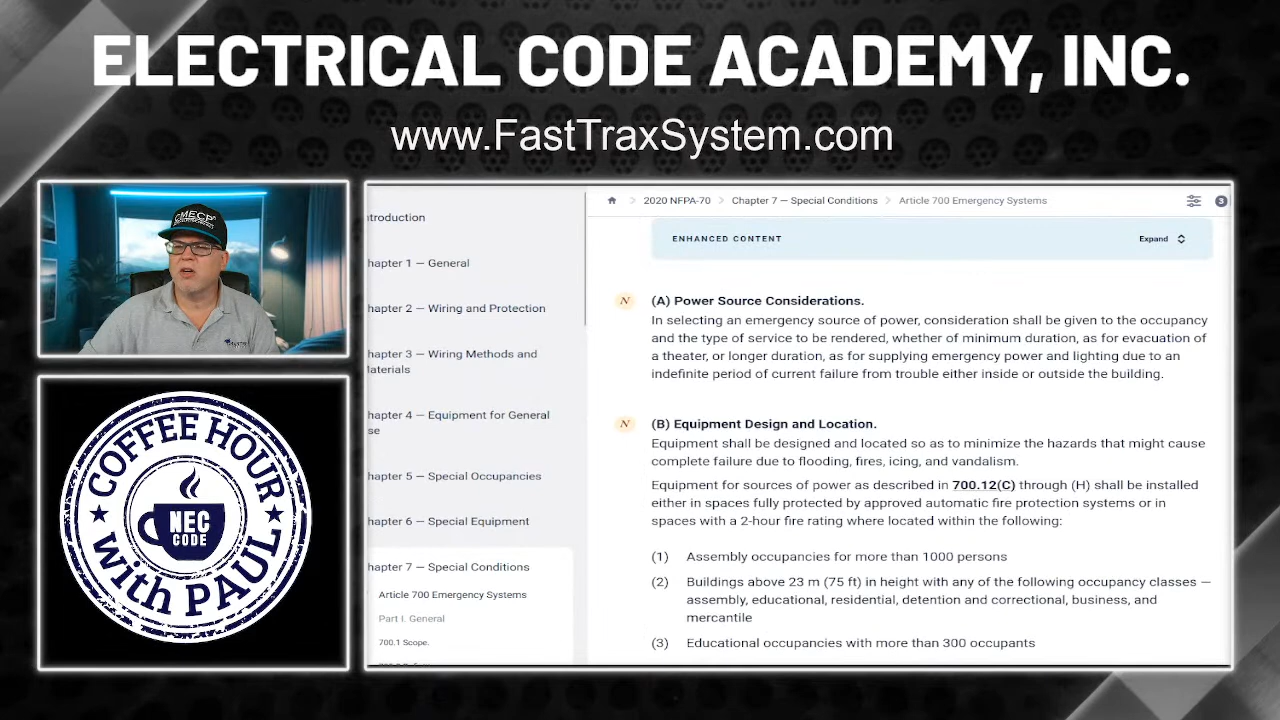 ELECTRICAL CODE ACADEMY, INC.
www.FastTraxSystem.com
CMECP
COFFEE HOUR
NEC
CODE
with PAUL
ntroduction
hapter 1 — General
hapter 2 — Wiring and Protection
hapter 3 — Wiring Methods and
Materials
hapter 4 — Equipment for General
se
hapter 5 — Special Occupancies
hapter 6 — Special Equipment
hapter 7 — Special Conditions
Article 700 Emergency Systems
Part I. General
700.1 Scope.
2020 NFPA-70 > Chapter 7 — Special Conditions > Article 700 Emergency Systems
3
ENHANCED CONTENT
Expand
N (A) Power Source Considerations.
In selecting an emergency source of power, consideration shall be given to the occupancy
and the type of service to be rendered, whether of minimum duration, as for evacuation of
a theater, or longer duration, as for supplying emergency power and lighting due to an
indefinite period of current failure from trouble either inside or outside the building.
N (B) Equipment Design and Location.
Equipment shall be designed and located so as to minimize the hazards that might cause
complete failure due to flooding, fires, icing, and vandalism.
Equipment for sources of power as described in 700.12(C) through (H) shall be installed
either in spaces fully protected by approved automatic fire protection systems or in
spaces with a 2-hour fire rating where located within the following:
(1) Assembly occupancies for more than 1000 persons
(2) Buildings above 23 m (75 ft) in height with any of the following occupancy classes —
assembly, educational, residential, detention and correctional, business, and
mercantile
(3) Educational occupancies with more than 300 occupants